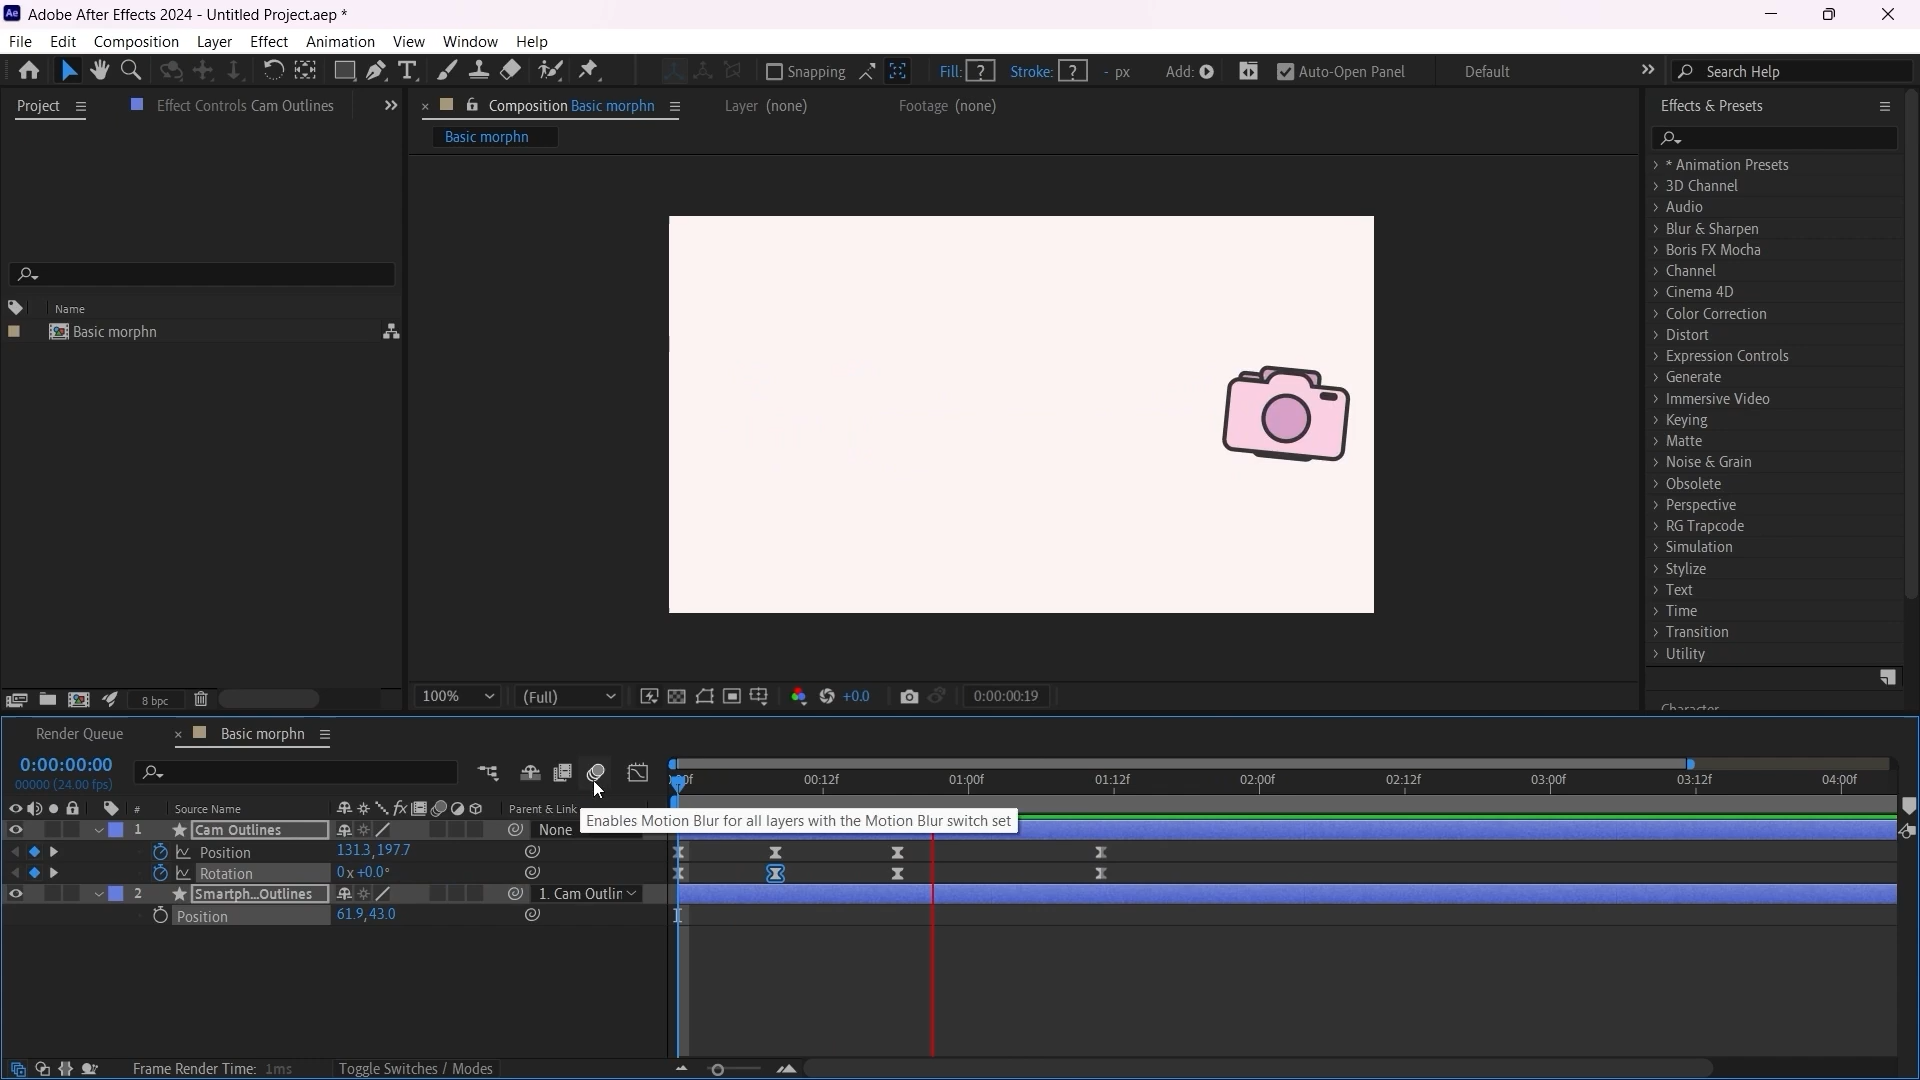 Ae Adobe After Effects 2024 - Untitled Project.aep *
File Edit Composition Layer Effect Animation View Window Help
Snapping Fill: ? Stroke: ? - px Add: Auto-Open Panel Default Search Help
Project Effect Controls Cam Outlines
Composition Basic morphn Layer (none) Footage (none)
Basic morphn
Effects & Presets
* Animation Presets
3D Channel
Audio
Blur & Sharpen
Boris FX Mocha
Channel
Cinema 4D
Color Correction
Distort
Expression Controls
Generate
Immersive Video
Keying
Matte
Noise & Grain
Obsolete
Perspective
RG Trapcode
Simulation
Stylize
Text
Time
Transition
Utility
Character
Name
Basic morphn
8 bpc
100% (Full) +0.0 0:00:00:19
Render Queue Basic morphn
0:00:00:00
00000 (24.00 fps)
00:12f 01:00f 01:12f 02:00f 02:12f 03:00f 03:12f 04:00f
# Source Name fx Parent & Link
Enables Motion Blur for all layers with the Motion Blur switch set
1 Cam Outlines None
Position 131.3,197.7
Rotation 0x+0.0°
2 Smartph...Outlines 1. Cam Outlin
Position 61.9,43.0
Frame Render Time: 1ms Toggle Switches / Modes